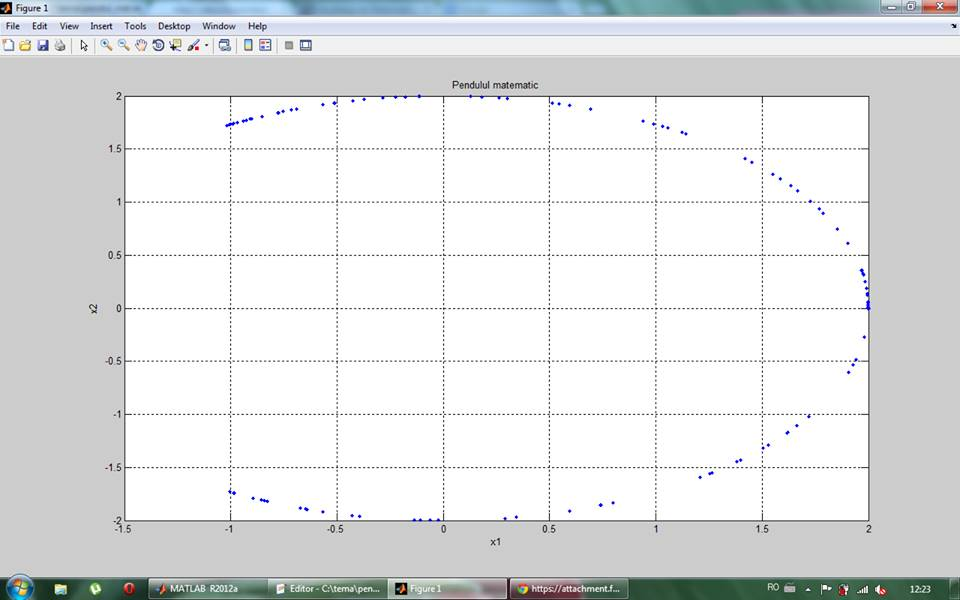 Figure 1
File Edit View Insert Tools Desktop Window Help
Pendulul matematic
2
1.5
1
0.5
0
-0.5
-1
-1.5
-2
x2
-1.5 -1 -0.5 0 0.5 1 1.5 2
x1
MATLAB R2012a Editor - C:\tema\pen... Figure 1 https://attachment.f... RO 12:23